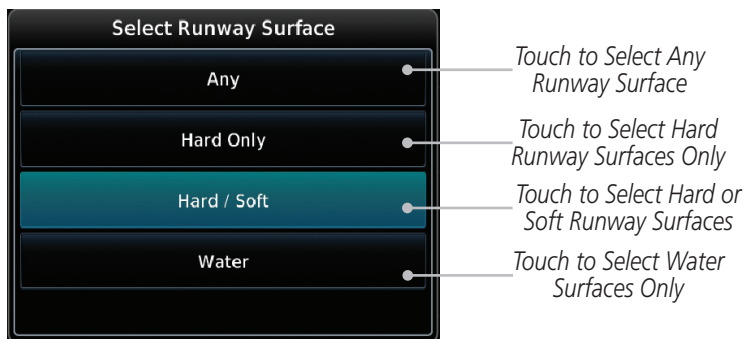 Select Runway Surface
Any
Touch to Select Any
Runway Surface
Hard Only
Touch to Select Hard
Runway Surfaces Only
Hard / Soft
Touch to Select Hard or
Soft Runway Surfaces
Water
Touch to Select Water
Surfaces Only